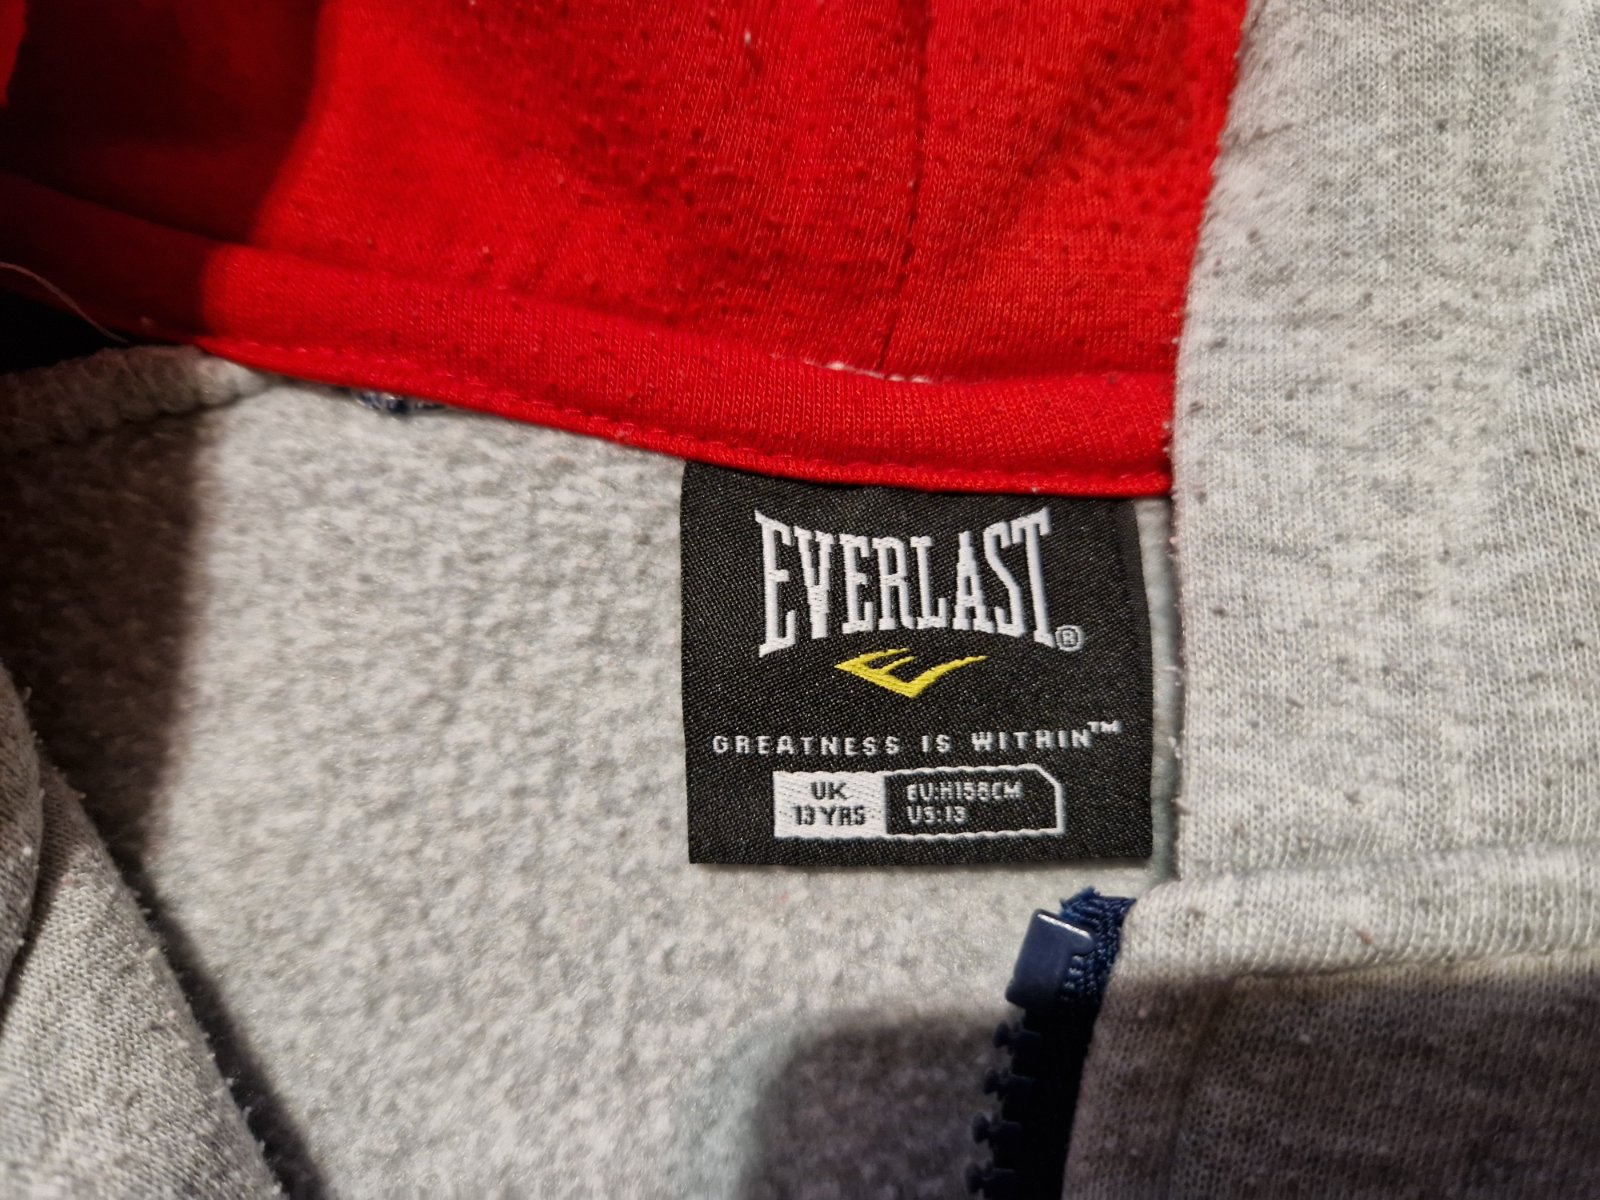 EVERLAST®
GREATNESS IS WITHIN™
UK
13 YRS
EU:H158CM
US:13